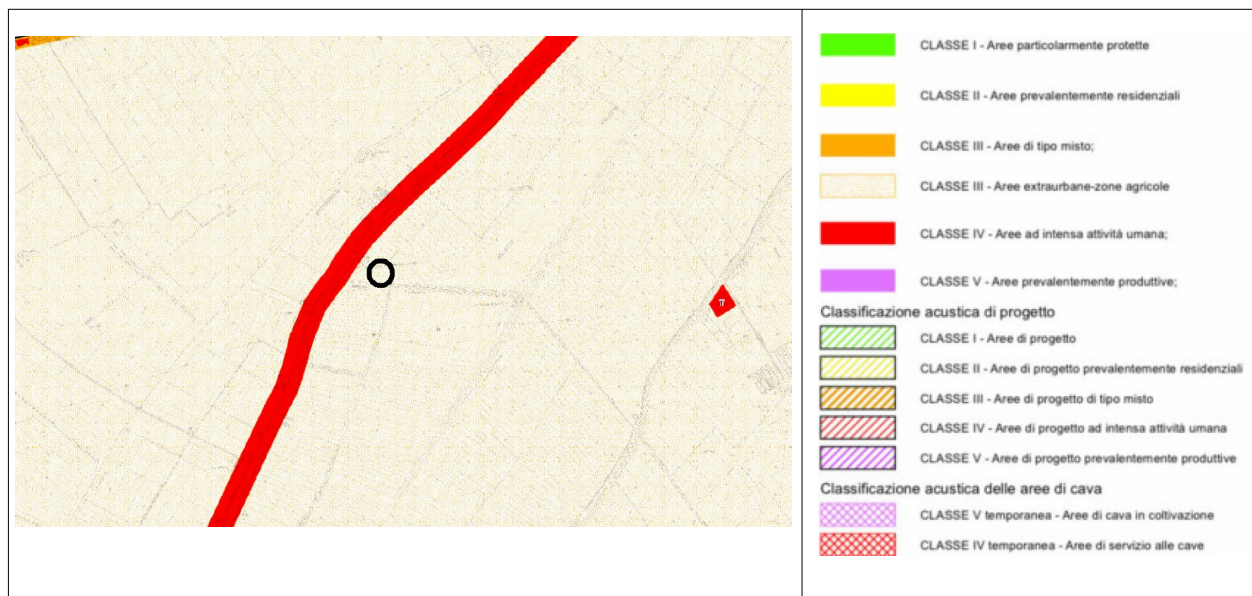 CLASSE I - Aree particolarmente protette
CLASSE II - Aree prevalentemente residenziali
CLASSE III - Aree di tipo misto;
CLASSE III - Aree extraurbane-zone agricole
CLASSE IV - Aree ad intensa attività umana;
CLASSE V - Aree prevalentemente produttive;
Classificazione acustica di progetto
CLASSE I - Aree di progetto
CLASSE II - Aree di progetto prevalentemente residenziali
CLASSE III - Aree di progetto di tipo misto
CLASSE IV - Aree di progetto ad intensa attività umana
CLASSE V - Aree di progetto prevalentemente produttive
Classificazione acustica delle aree di cava
CLASSE V temporanea - Aree di cava in coltivazione
CLASSE IV temporanea - Aree di servizio alle cave